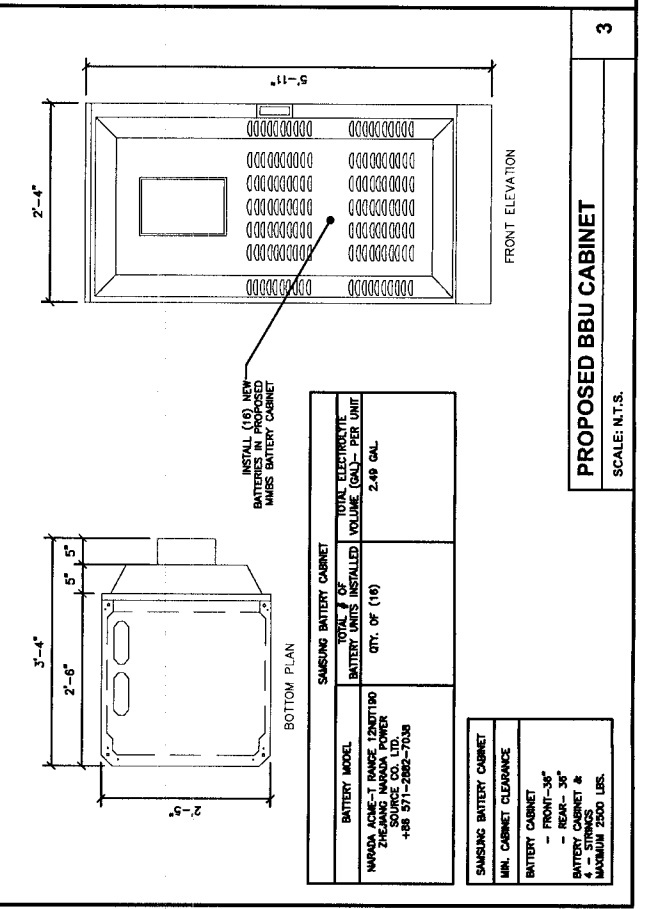 3'-4"
2'-6"
5"
5"
2'-5"
BOTTOM PLAN
2'-4"
5'-11"
INSTALL (16) NEW
BATTERIES IN PROPOSED
MMBS BATTERY CABINET
FRONT ELEVATION
SAMSUNG BATTERY CABINET
BATTERY MODEL
TOTAL # OF
BATTERY UNITS INSTALLED
TOTAL ELECTROLYTE
VOLUME (GAL)- PER UNIT
NARADA ACME-T RANGE 12NDT190
ZHEJIANG NARADA POWER
SOURCE CO. LTD.
+86 571-2882-7038
QTY. OF (16)
2.49 GAL.
SAMSUNG BATTERY CABINET
MIN. CABINET CLEARANCE
BATTERY CABINET
- FRONT-36"
- REAR- 36"
BATTERY CABINET &
4 - STRINGS
MAXIMUM 2500 LBS.
PROPOSED BBU CABINET
SCALE: N.T.S.
3